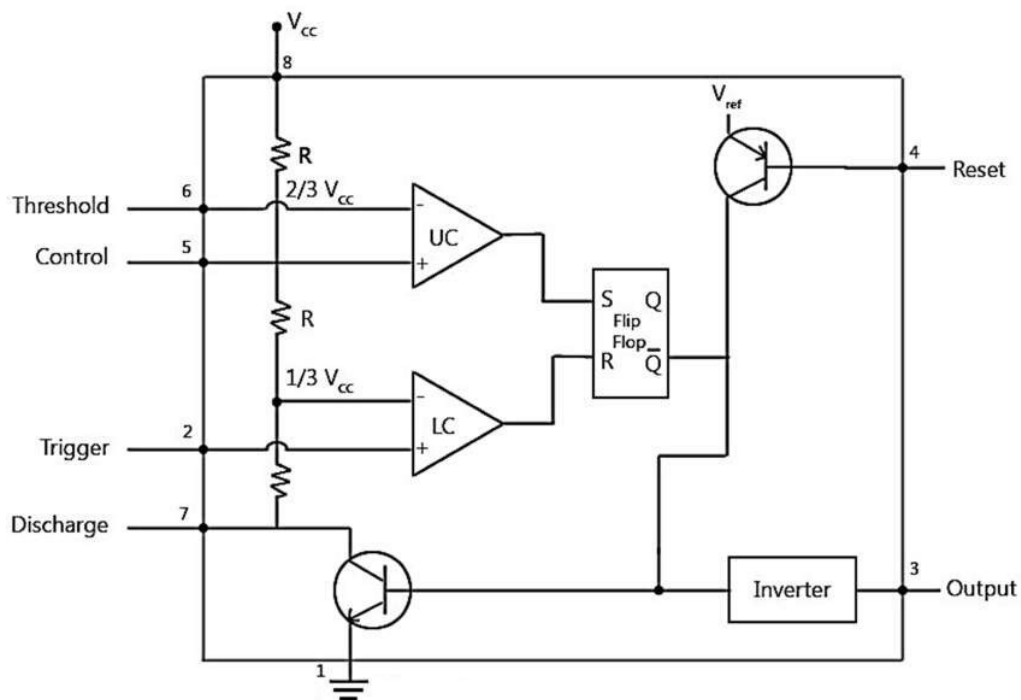 Vcc
8
R
Vref
4
Reset
6
2/3 Vcc
Threshold
-
UC
5
Control
+
S Q
Flip
Flop
R Q̅
R
1/3 Vcc
-
LC
2
Trigger
+
7
Discharge
Inverter
3
Output
1